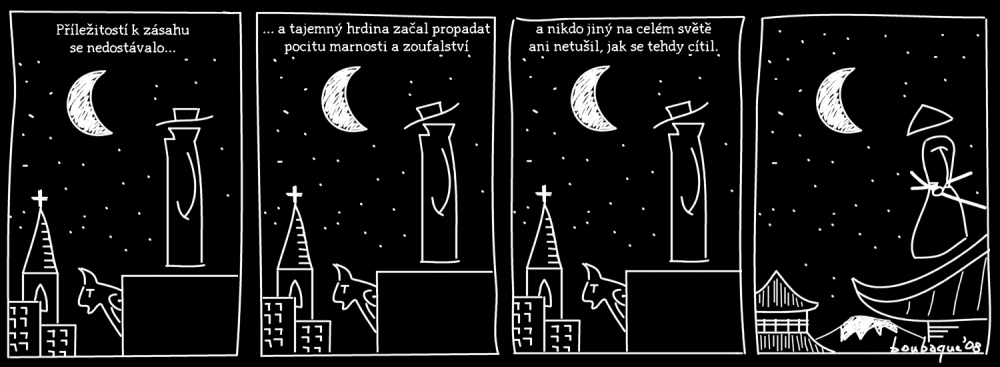 Příležitostí k zásahu
se nedostávalo...
... a tajemný hrdina začal propadat
pocitu marnosti a zoufalství
a nikdo jiný na celém světě
ani netušil, jak se tehdy cítil.
boubaque'08